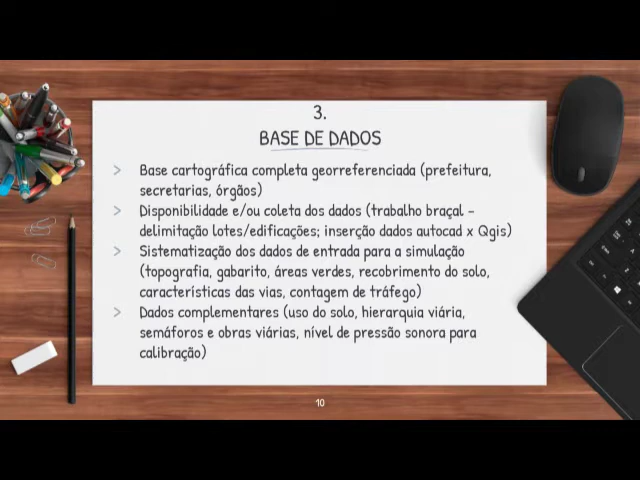 3.
BASE DE DADOS
> Base cartográfica completa georreferenciada (prefeitura,
secretarias, órgãos)
> Disponibilidade e/ou coleta dos dados (trabalho braçal -
delimitação lotes/edificações; inserção dados autocad x Qgis)
> Sistematização dos dados de entrada para a simulação
(topografia, gabarito, áreas verdes, recobrimento do solo,
características das vias, contagem de tráfego)
> Dados complementares (uso do solo, hierarquia viária,
semáforos e obras viárias, nível de pressão sonora para
calibração)
10